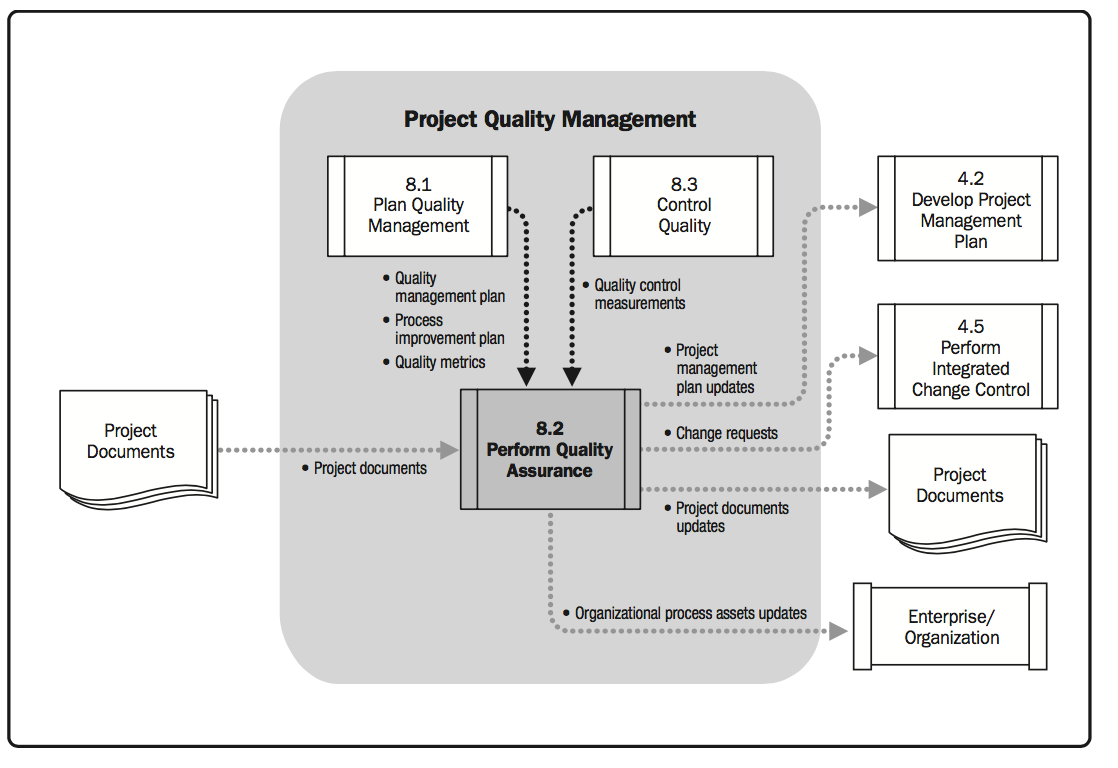 Project Quality Management
8.1
Plan Quality
Management
8.3
Control
Quality
4.2
Develop Project
Management
Plan
• Quality
management plan
• Process
improvement plan
• Quality metrics
• Quality control
measurements
• Project
management
plan updates
4.5
Perform
Integrated
Change Control
Project
Documents
• Project documents
8.2
Perform Quality
Assurance
• Change requests
• Project documents
updates
Project
Documents
• Organizational process assets updates
Enterprise/
Organization